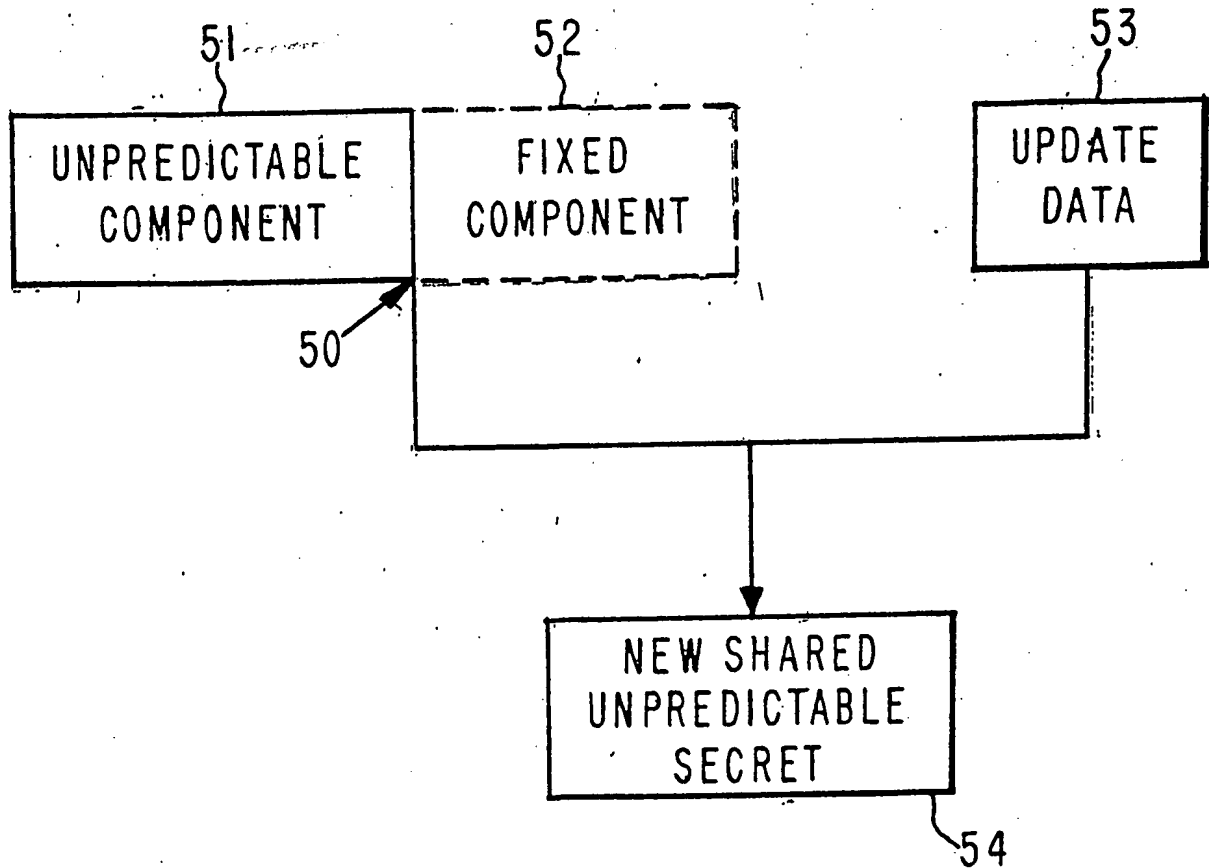 51
52
53
UNPREDICTABLE
COMPONENT
FIXED
COMPONENT
UPDATE
DATA
50
NEW SHARED
UNPREDICTABLE
SECRET
54